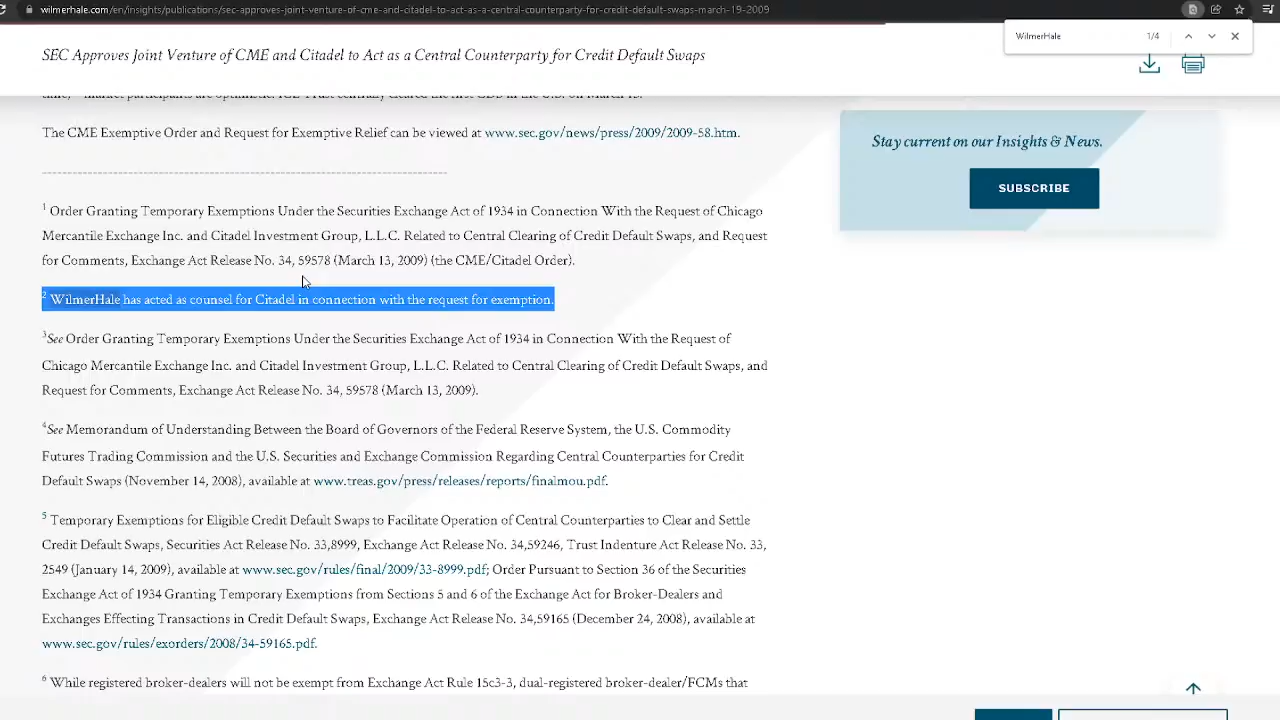 wilmerhale.com/en/insights/publications/sec-approves-joint-venture-of-cme-and-citadel-to-act-as-a-central-counterparty-for-credit-default-swaps-march-19-2009
WilmerHale 1/4
SEC Approves Joint Venture of CME and Citadel to Act as a Central Counterparty for Credit Default Swaps
The CME Exemptive Order and Request for Exemptive Relief can be viewed at www.sec.gov/news/press/2009/2009-58.htm.
Stay current on our Insights & News.
SUBSCRIBE
1 Order Granting Temporary Exemptions Under the Securities Exchange Act of 1934 in Connection With the Request of Chicago
Mercantile Exchange Inc. and Citadel Investment Group, L.L.C. Related to Central Clearing of Credit Default Swaps, and Request
for Comments, Exchange Act Release No. 34, 59578 (March 13, 2009) (the CME/Citadel Order).
2 WilmerHale has acted as counsel for Citadel in connection with the request for exemption.
3See Order Granting Temporary Exemptions Under the Securities Exchange Act of 1934 in Connection With the Request of
Chicago Mercantile Exchange Inc. and Citadel Investment Group, L.L.C. Related to Central Clearing of Credit Default Swaps, and
Request for Comments, Exchange Act Release No. 34, 59578 (March 13, 2009).
4See Memorandum of Understanding Between the Board of Governors of the Federal Reserve System, the U.S. Commodity
Futures Trading Commission and the U.S. Securities and Exchange Commission Regarding Central Counterparties for Credit
Default Swaps (November 14, 2008), available at www.treas.gov/press/releases/reports/finalmou.pdf.
5 Temporary Exemptions for Eligible Credit Default Swaps to Facilitate Operation of Central Counterparties to Clear and Settle
Credit Default Swaps, Securities Act Release No. 33,8999, Exchange Act Release No. 34,59246, Trust Indenture Act Release No. 33,
2549 (January 14, 2009), available at www.sec.gov/rules/final/2009/33-8999.pdf; Order Pursuant to Section 36 of the Securities
Exchange Act of 1934 Granting Temporary Exemptions from Sections 5 and 6 of the Exchange Act for Broker-Dealers and
Exchanges Effecting Transactions in Credit Default Swaps, Exchange Act Release No. 34,59165 (December 24, 2008), available at
www.sec.gov/rules/exorders/2008/34-59165.pdf.
6 While registered broker-dealers will not be exempt from Exchange Act Rule 15c3-3, dual-registered broker-dealer/FCMs that